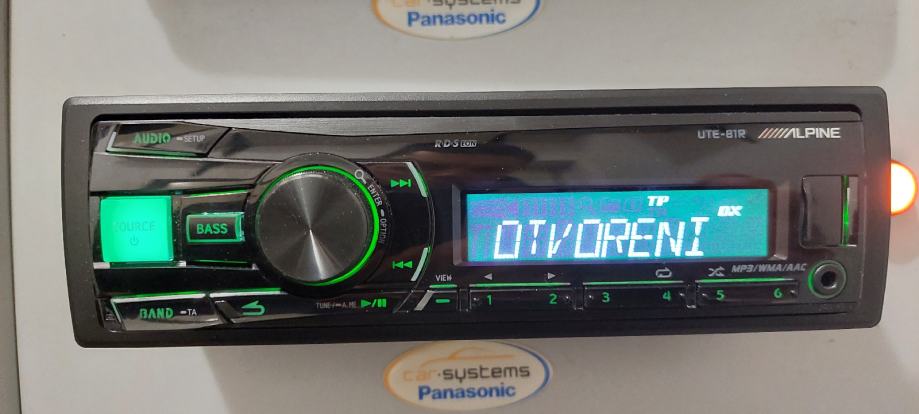 car·systems
Panasonic
AUDIO SETUP
R·D·S EON
UTE-81R ALPINE
ENTER OPTION
SOURCE
BASS
TP
DX
OTVORENI
VIEW
MP3/WMA/AAC
1 2 3 4 5 6
BAND TA
TUNE/A.ME
car·systems
Panasonic